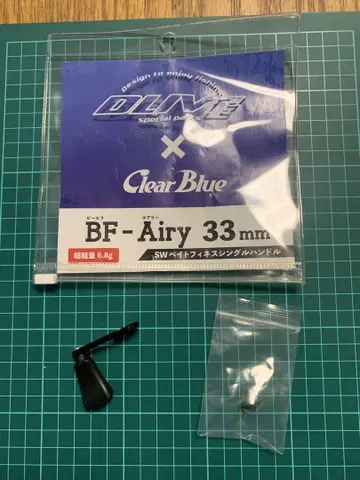 Design to enjoy fishing
DLIVE
special parts
×
Clear Blue
ビーエフ エアリー
BF-Airy 33mm
超軽量 6.8g
SWベイトフィネスシングルハンドル